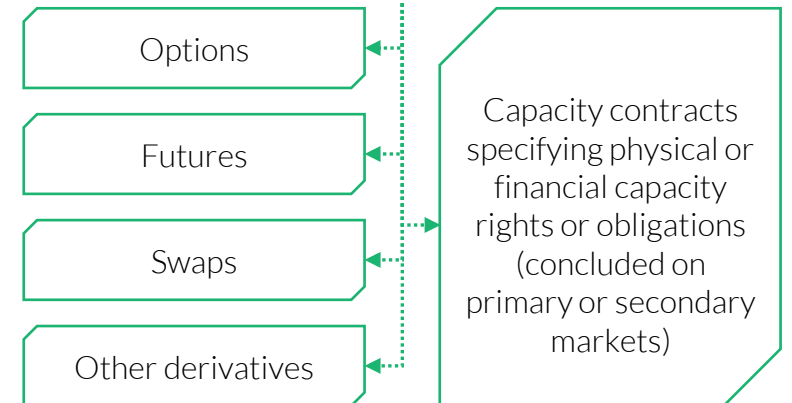 Options
Futures
Swaps
Other derivatives
Capacity contracts
specifying physical or
financial capacity
rights or obligations
(concluded on
primary or secondary
markets)